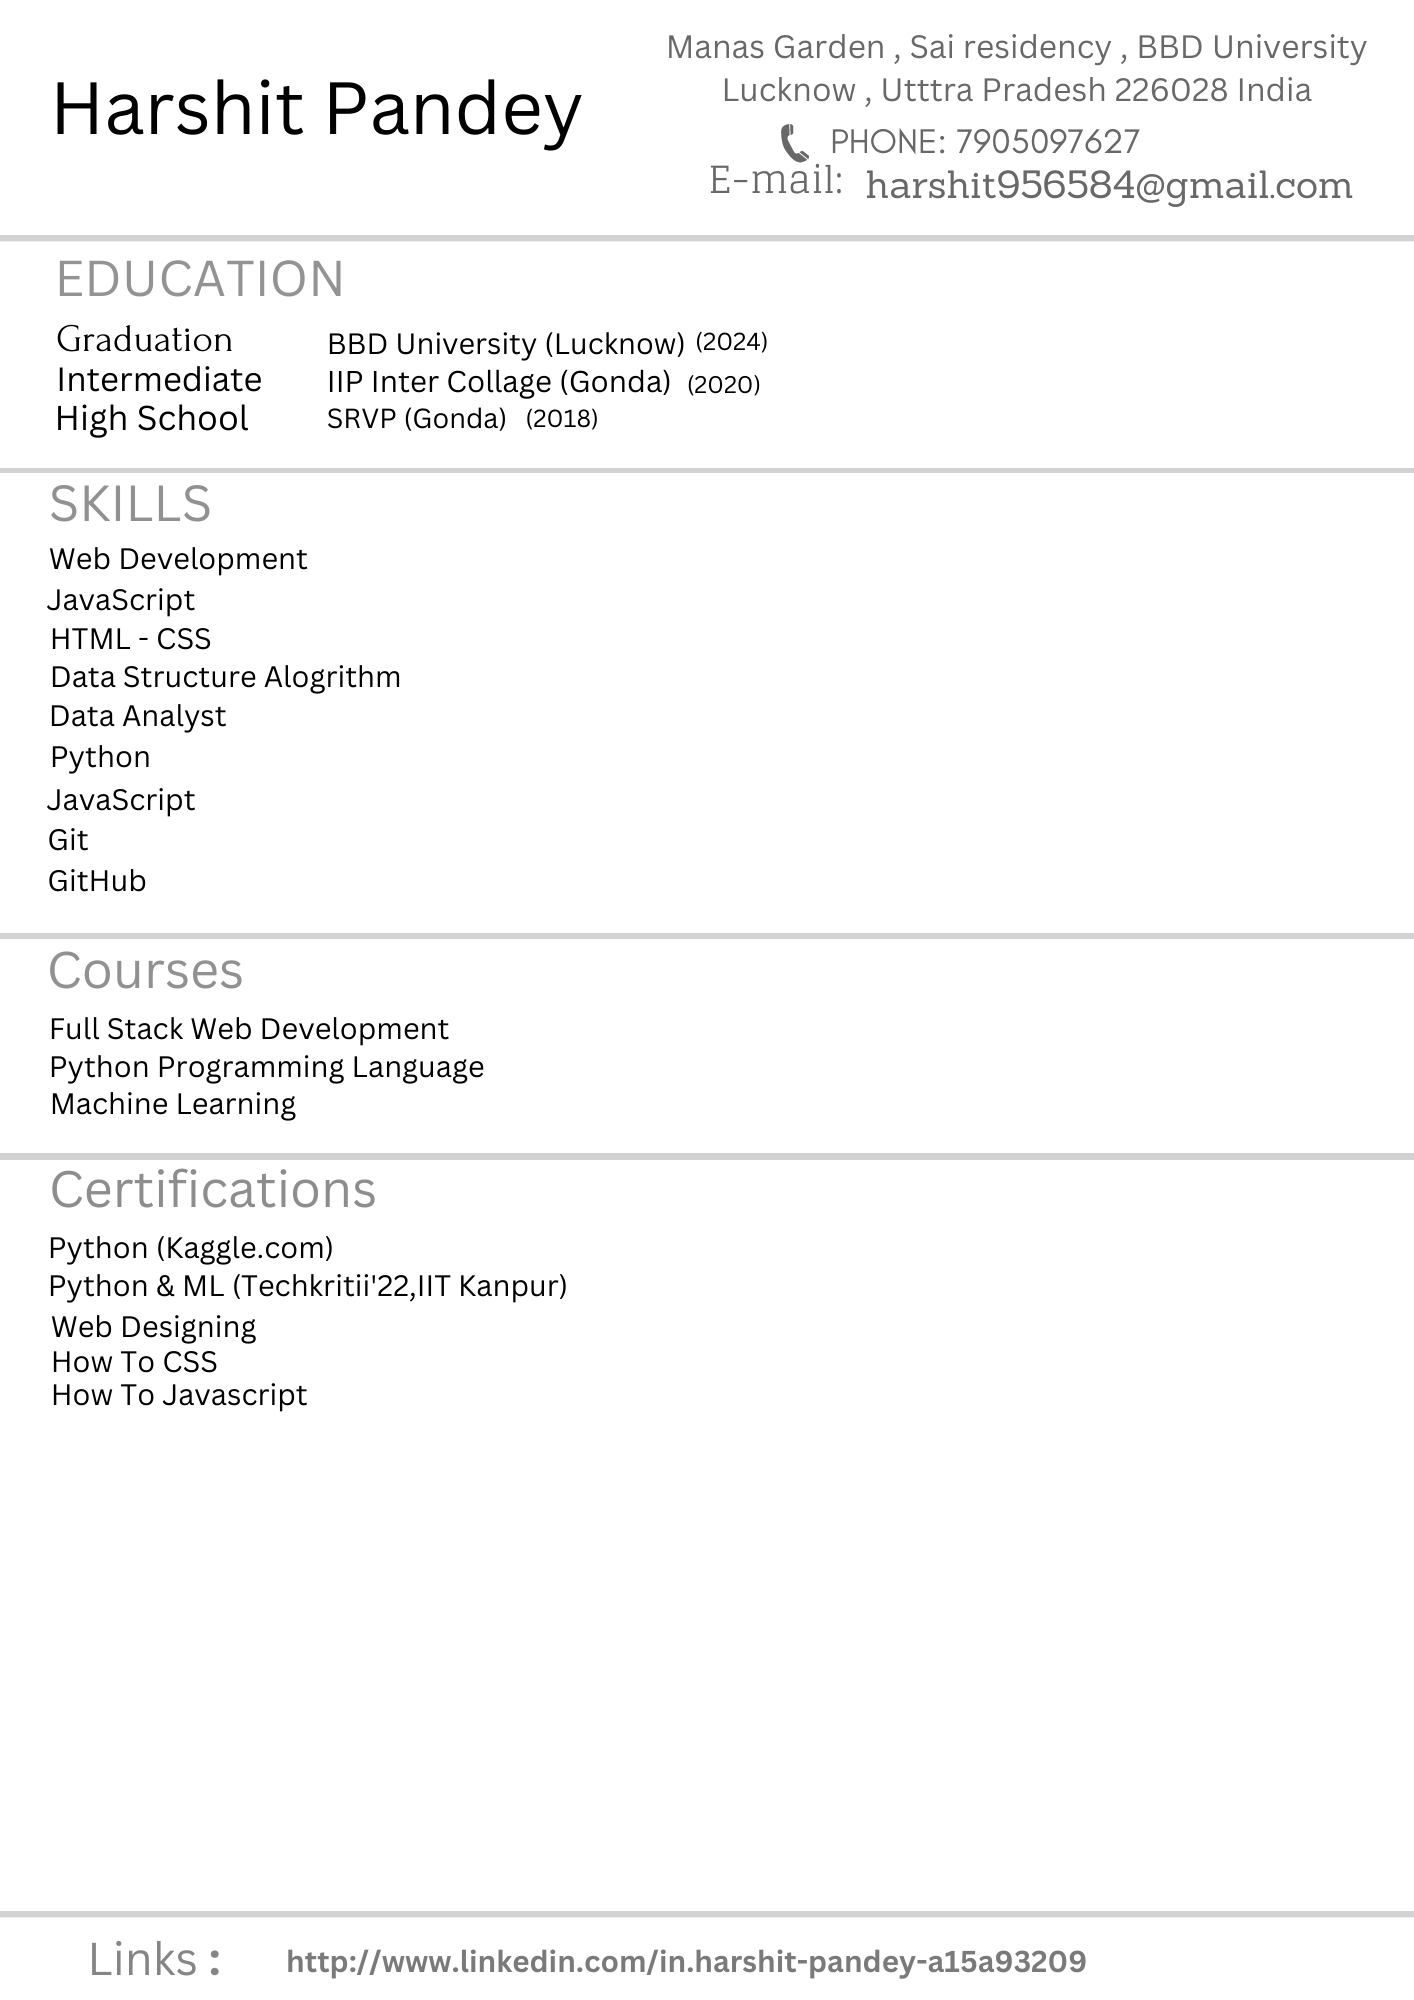 Harshit Pandey
Manas Garden , Sai residency , BBD University
Lucknow , Utttra Pradesh 226028 India
PHONE: 7905097627
E-mail: harshit956584@gmail.com
EDUCATION
Graduation BBD University (Lucknow) (2024)
Intermediate IIP Inter Collage (Gonda) (2020)
High School SRVP (Gonda) (2018)
SKILLS
Web Development
JavaScript
HTML - CSS
Data Structure Alogrithm
Data Analyst
Python
JavaScript
Git
GitHub
Courses
Full Stack Web Development
Python Programming Language
Machine Learning
Certifications
Python (Kaggle.com)
Python & ML (Techkritii'22,IIT Kanpur)
Web Designing
How To CSS
How To Javascript
Links : http://www.linkedin.com/in.harshit-pandey-a15a93209